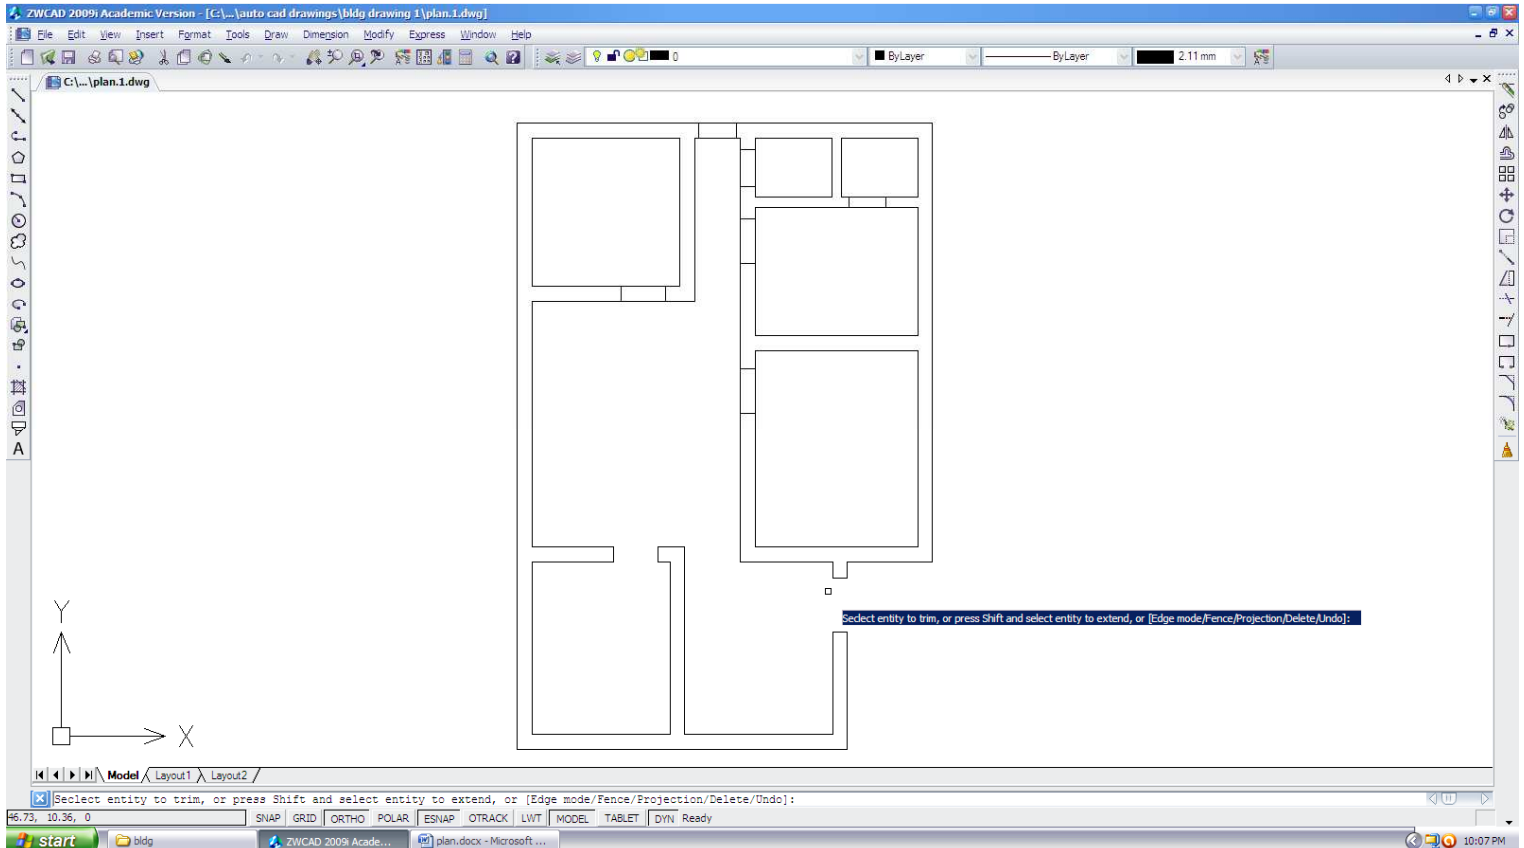 ZWCAD 2009i Academic Version - [C:\...\auto cad drawings\bldg drawing 1\plan.1.dwg]
File Edit View Insert Format Tools Draw Dimension Modify Express Window Help
0 ByLayer ByLayer 2.11 mm
C:\...\plan.1.dwg
A
Seclect entity to trim, or press Shift and select entity to extend, or [Edge mode/Fence/Projection/Delete/Undo]:
Y
X
Model Layout1 Layout2
Seclect entity to trim, or press Shift and select entity to extend, or [Edge mode/Fence/Projection/Delete/Undo]:
46.73, 10.36, 0 SNAP GRID ORTHO POLAR ESNAP OTRACK LWT MODEL TABLET DYN Ready
start bldg ZWCAD 2009i Acade... plan.docx - Microsoft ... 10:07 PM